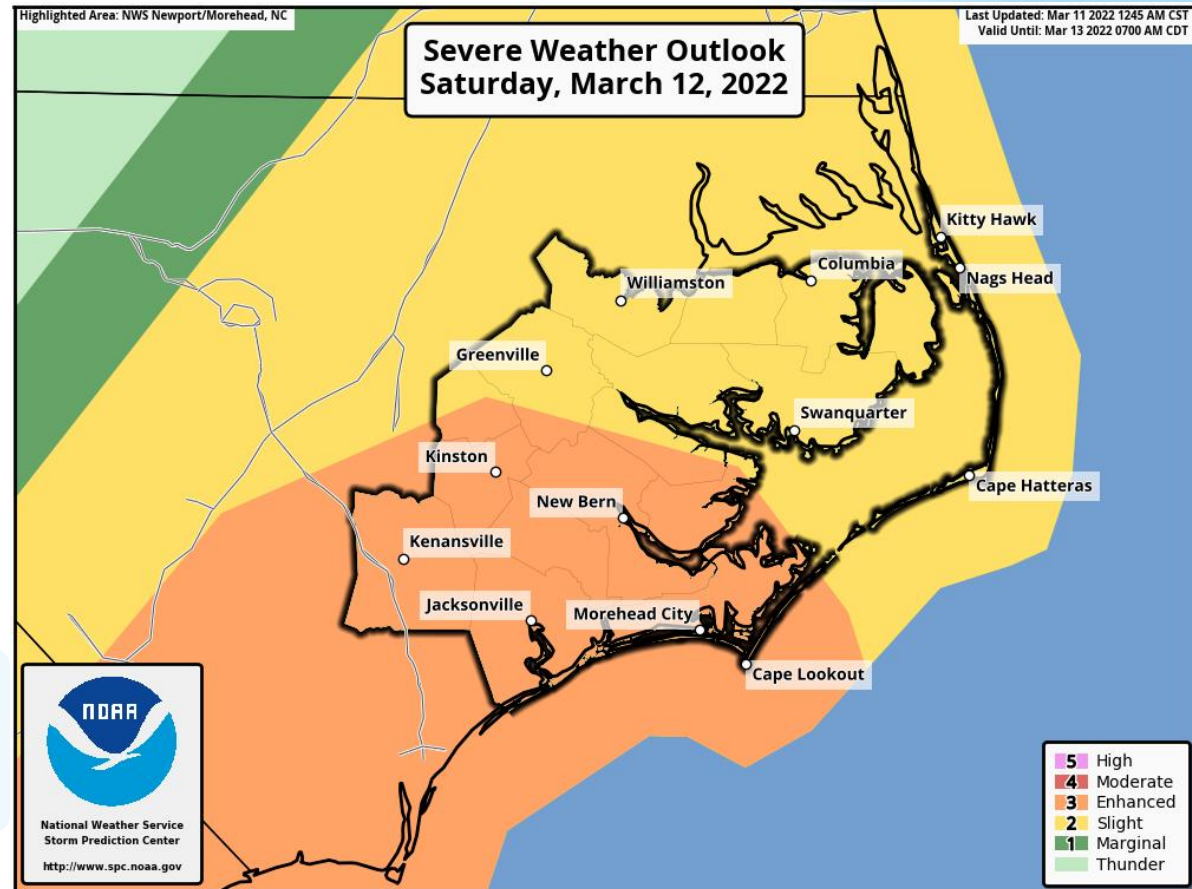 Highlighted Area: NWS Newport/Morehead, NC
Last Updated: Mar 11 2022 1245 AM CST
Valid Until: Mar 13 2022 0700 AM CDT
Severe Weather Outlook
Saturday, March 12, 2022
Kitty Hawk
Columbia
Nags Head
Williamston
Greenville
Swanquarter
Kinston
Cape Hatteras
New Bern
Kenansville
Jacksonville
Morehead City
Cape Lookout
NOAA
National Weather Service
Storm Prediction Center
http://www.spc.noaa.gov
5 High
4 Moderate
3 Enhanced
2 Slight
1 Marginal
Thunder